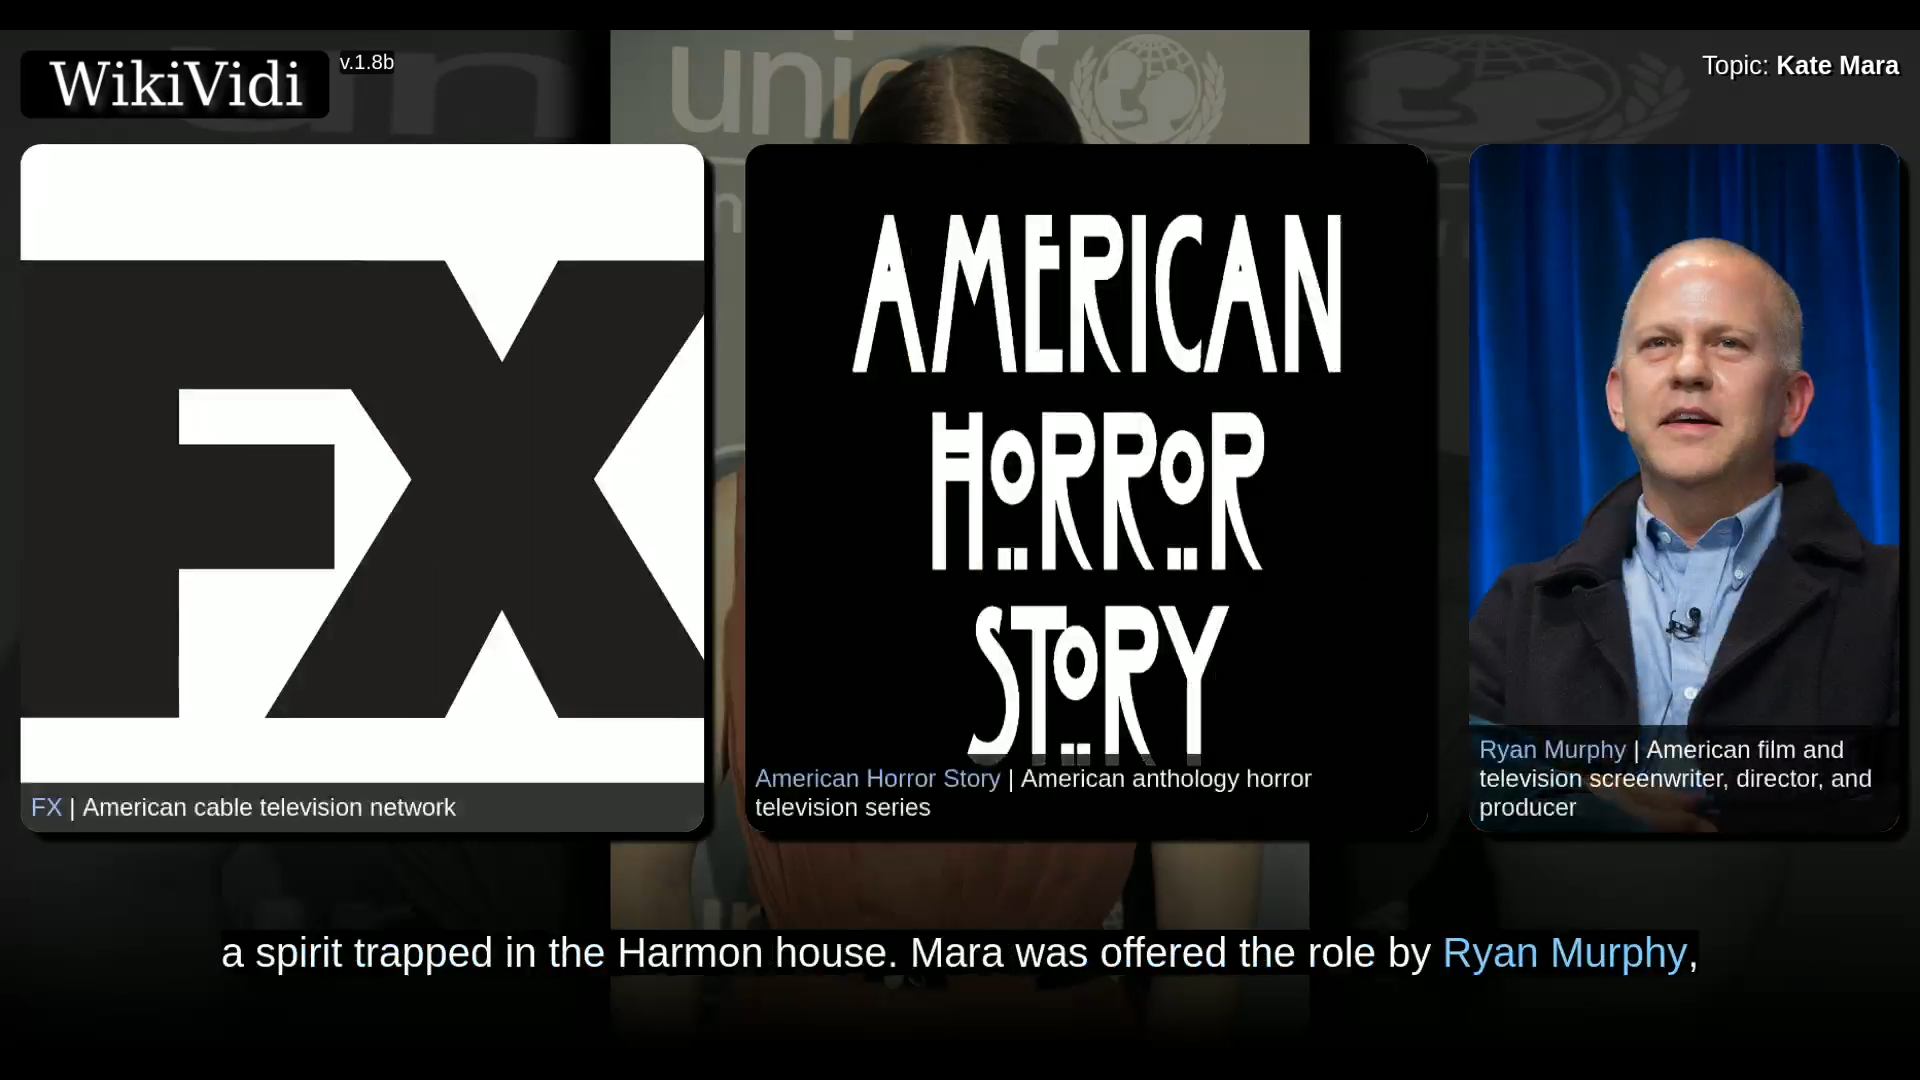 WikiVidi
v.1.8b
Topic: Kate Mara
unicef
FX
AMERICAN
HORROR
STORY
FX | American cable television network
American Horror Story | American anthology horror
television series
Ryan Murphy | American film and
television screenwriter, director, and
producer
a spirit trapped in the Harmon house. Mara was offered the role by Ryan Murphy,